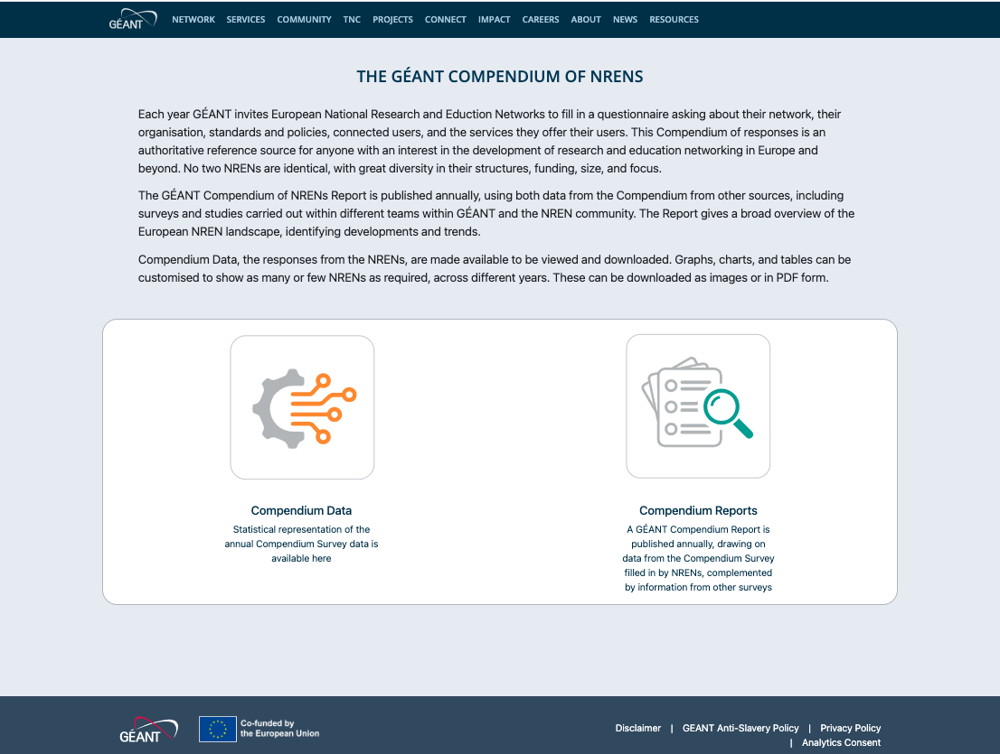 GÉANT NETWORK SERVICES COMMUNITY TNC PROJECTS CONNECT IMPACT CAREERS ABOUT NEWS RESOURCES
THE GÉANT COMPENDIUM OF NRENS
Each year GÉANT invites European National Research and Eduction Networks to fill in a questionnaire asking about their network, their
organisation, standards and policies, connected users, and the services they offer their users. This Compendium of responses is an
authoritative reference source for anyone with an interest in the development of research and education networking in Europe and
beyond. No two NRENs are identical, with great diversity in their structures, funding, size, and focus.
The GÉANT Compendium of NRENs Report is published annually, using both data from the Compendium from other sources, including
surveys and studies carried out within different teams within GÉANT and the NREN community. The Report gives a broad overview of the
European NREN landscape, identifying developments and trends.
Compendium Data, the responses from the NRENs, are made available to be viewed and downloaded. Graphs, charts, and tables can be
customised to show as many or few NRENs as required, across different years. These can be downloaded as images or in PDF form.
Compendium Data
Statistical representation of the
annual Compendium Survey data is
available here
Compendium Reports
A GÉANT Compendium Report is
published annually, drawing on
data from the Compendium Survey
filled in by NRENs, complemented
by information from other surveys
GÉANT
Co-funded by
the European Union
Disclaimer | GEANT Anti-Slavery Policy | Privacy Policy
| Analytics Consent